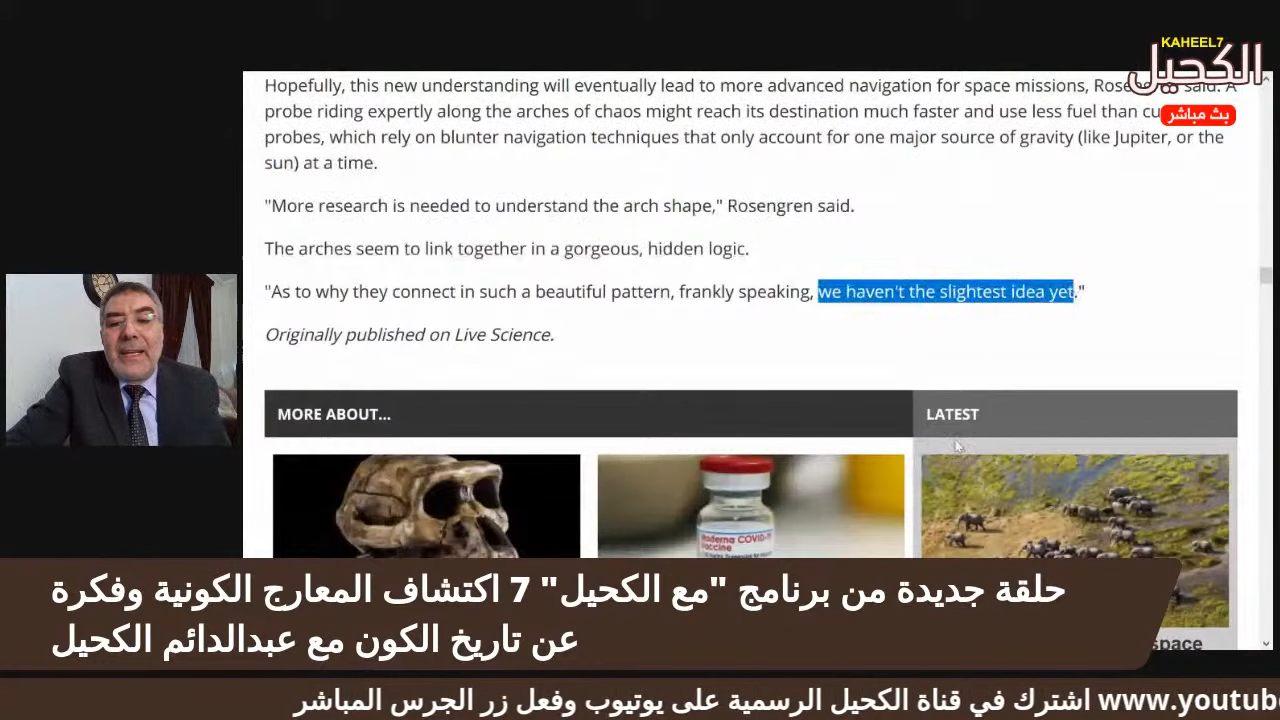 KAHEEL7
الكحيل
بث مباشر
Hopefully, this new understanding will eventually lead to more advanced navigation for space missions, said. A
probe riding expertly along the arches of chaos might reach its destination much faster and use less fuel than
probes, which rely on blunter navigation techniques that only account for one major source of gravity (like Jupiter, or the
sun) at a time.
"More research is needed to understand the arch shape," Rosengren said.
The arches seem to link together in a gorgeous, hidden logic.
"As to why they connect in such a beautiful pattern, frankly speaking, we haven't the slightest idea yet."
Originally published on Live Science.
MORE ABOUT...
LATEST
Moderna COVID-19
Vaccine
space
حلقة جديدة من برنامج "مع الكحيل" 7 اكتشاف المعارج الكونية وفكرة
عن تاريخ الكون مع عبدالدائم الكحيل
اشترك في قناة الكحيل الرسمية على يوتيوب وفعل زر الجرس المباشر www.youtub